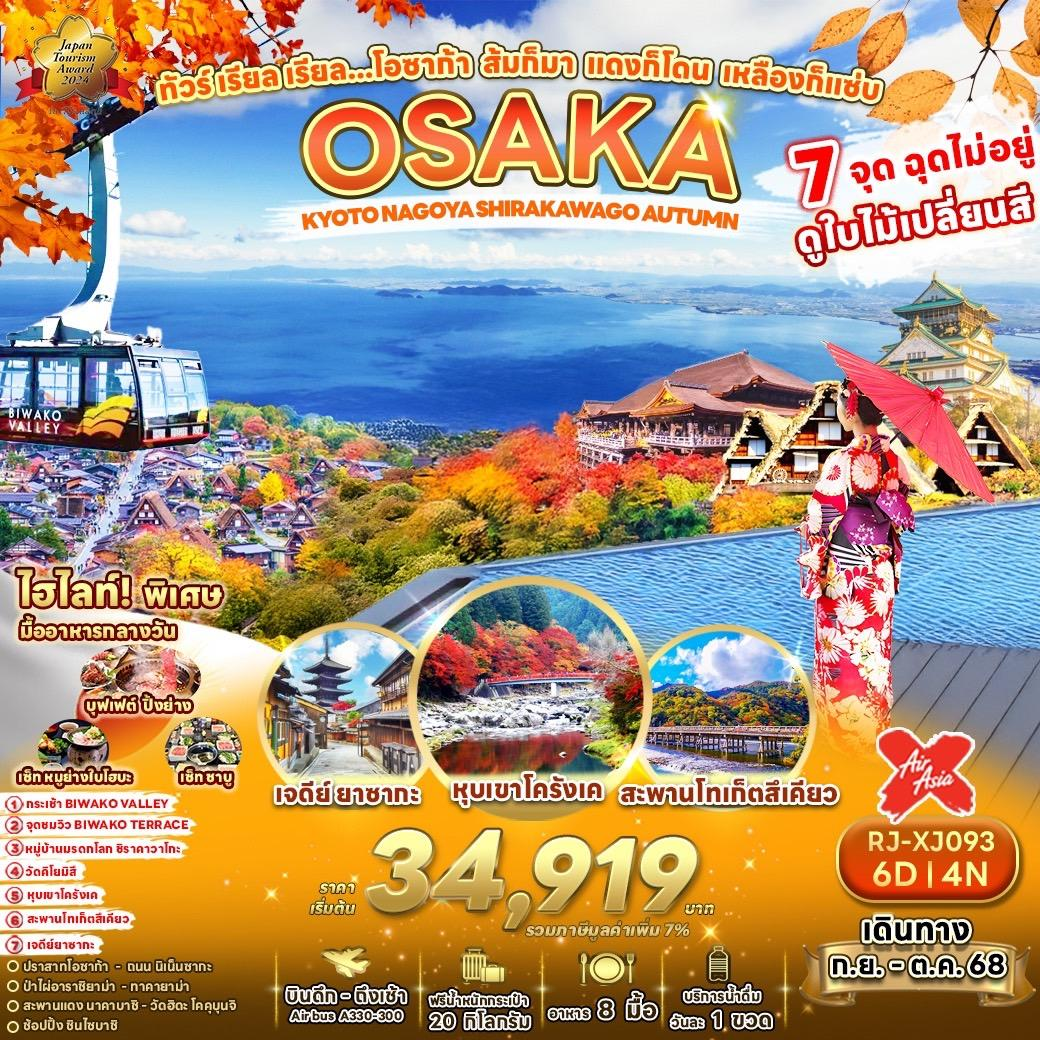 Japan
Tourism
Award
2024
ทัวร์ เรียล เรียล...โอซาก้า ส้มก็มา แดงก็โดน เหลืองก็แซ่บ
OSAKA
KYOTO NAGOYA SHIRAKAWAGO AUTUMN
7 จุด ฉุดไม่อยู่
ดูใบไม้เปลี่ยนสี
BIWAKO
VALLEY
ไฮไลท์! พิเศษ
มื้ออาหารกลางวัน
บุฟเฟต์ ปิ้งย่าง
เซ็ท หมูย่างใบโฮบะ
เซ็ท ชาบู
1 กระเช้า BIWAKO VALLEY
2 จุดชมวิว BIWAKO TERRACE
3 หมู่บ้านมรดกโลก ชิราคาวาโกะ
4 วัดคิโยมิสึ
5 หุบเขาโครังเค
6 สะพานโทเก็ตสึเคียว
7 เจดีย์ยาซากะ
ปราสาทโอซาก้า - ถนน นิเน็นซากะ
ป่าไผ่อาราชิยาม่า - ทาคายาม่า
สะพานแดง นาคาบาชิ - วัดฮิดะ โคคุบุนจิ
ช้อปปิ้ง ชินไซบาชิ
เจดีย์ ยาซากะ
หุบเขาโครังเค
สะพานโทเก็ตสึเคียว
ราคา
เริ่มต้น
34,919
บาท
รวมภาษีมูลค่าเพิ่ม 7%
Air
Asia
RJ-XJ093
6D | 4N
เดินทาง
ก.ย. - ต.ค. 68
บินดึก - ถึงเช้า
Airbus A330-300
ฟรีน้ำหนักกระเป๋า
20 กิโลกรัม
อาหาร 8 มื้อ
บริการน้ำดื่ม
วันละ 1 ขวด